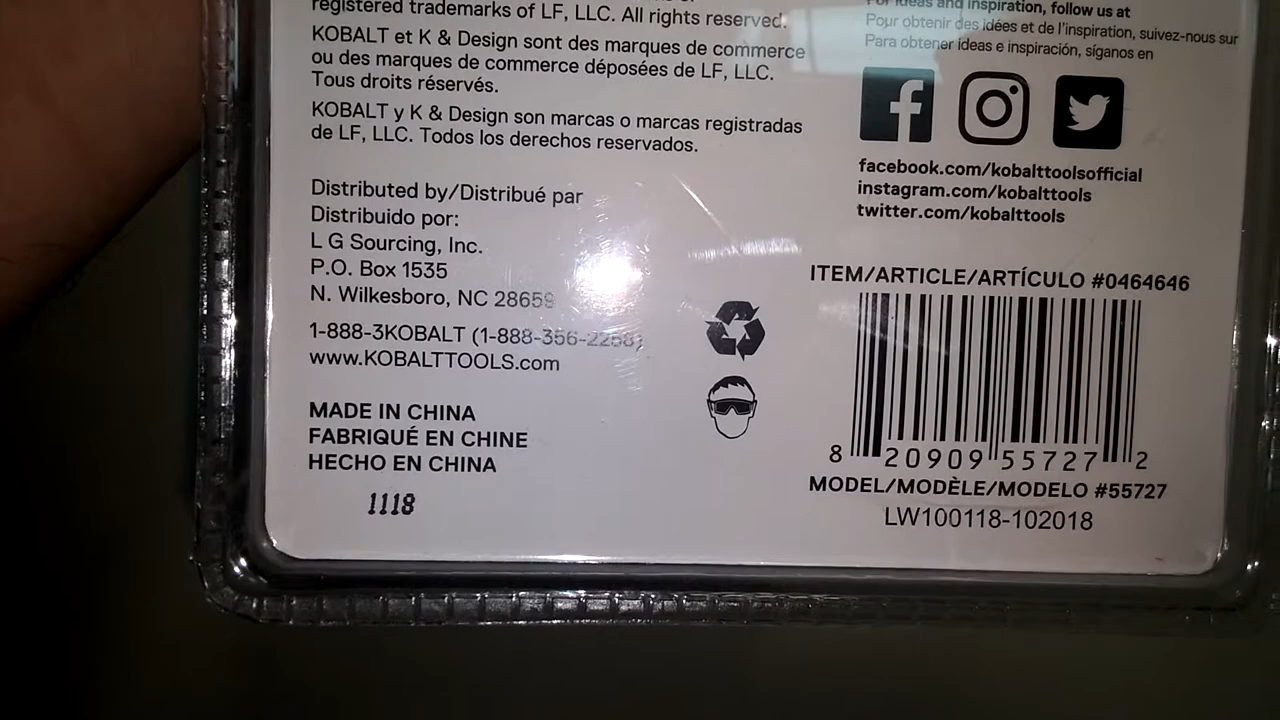 registered trademarks of LF, LLC. All rights reserved.
KOBALT et K & Design sont des marques de commerce
ou des marques de commerce déposées de LF, LLC.
Tous droits réservés.
KOBALT y K & Design son marcas o marcas registradas
de LF, LLC. Todos los derechos reservados.
Distributed by/Distribué par
Distribuido por:
L G Sourcing, Inc.
P.O. Box 1535
N. Wilkesboro, NC 28659
1-888-3KOBALT (1-888-356-2258)
www.KOBALTTOOLS.com
MADE IN CHINA
FABRIQUÉ EN CHINE
HECHO EN CHINA
1118
For ideas and inspiration, follow us at
Pour obtenir des idées et de l'inspiration, suivez-nous sur
Para obtener ideas e inspiración, síganos en
facebook.com/kobalttoolsofficial
instagram.com/kobalttools
twitter.com/kobalttools
ITEM/ARTICLE/ARTÍCULO #0464646
8 20909 55727 2
MODEL/MODÈLE/MODELO #55727
LW100118-102018